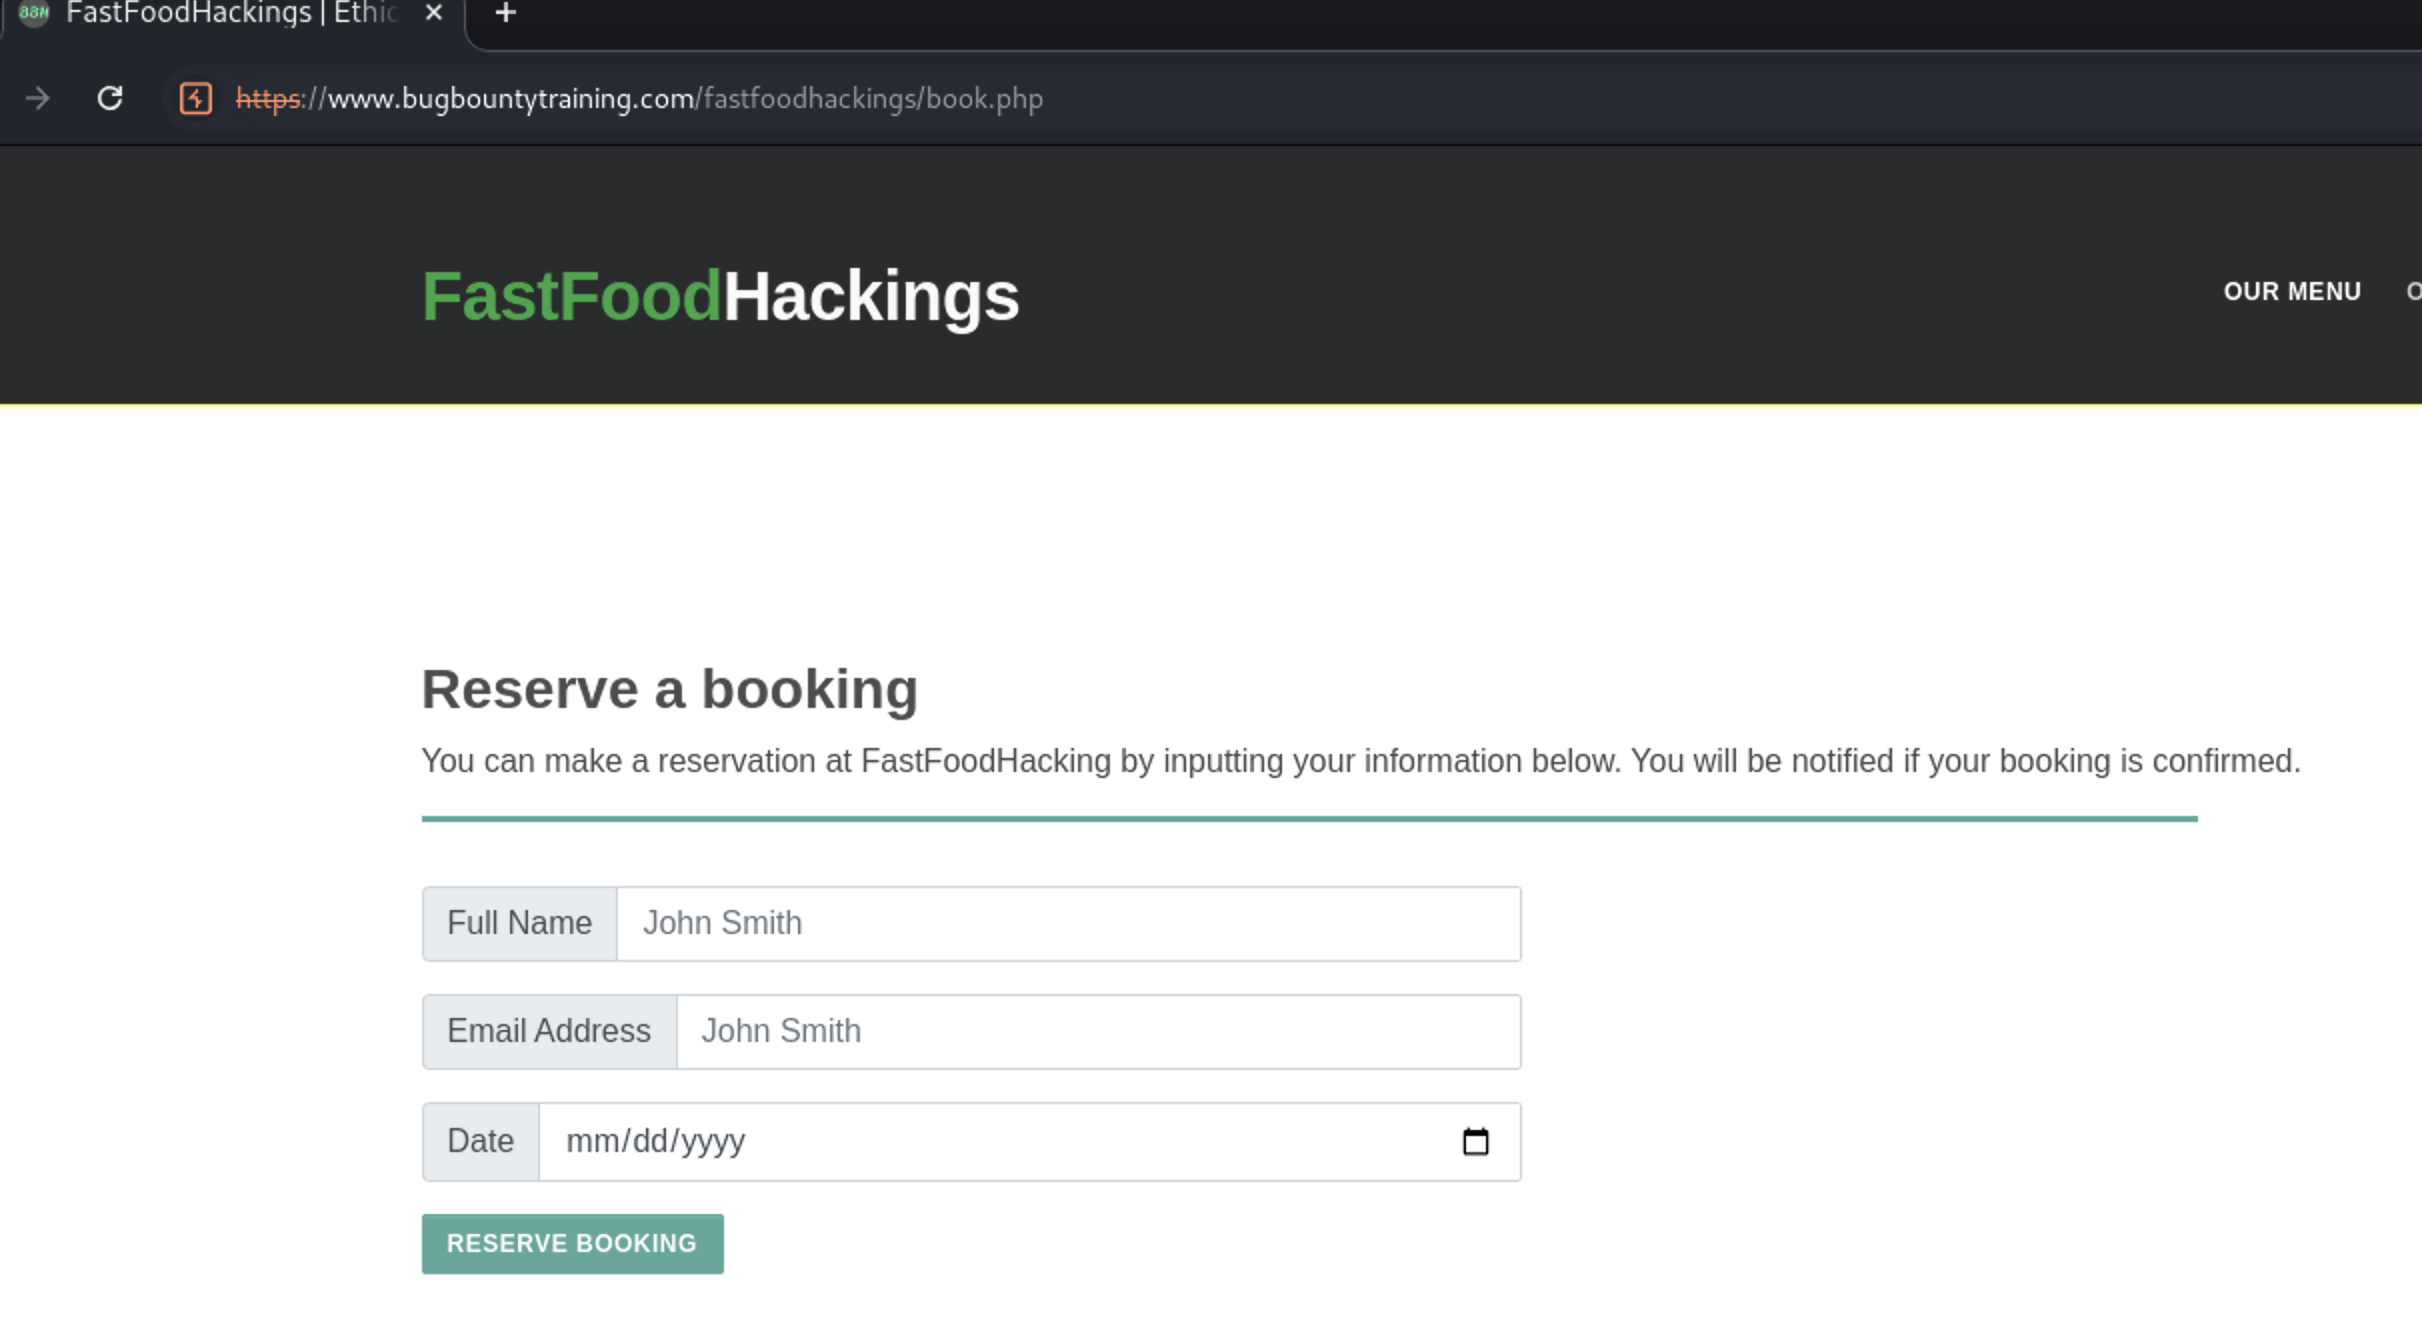 FastFoodHackings | Ethic
https://www.bugbountytraining.com/fastfoodhackings/book.php
FastFoodHackings
OUR MENU
Reserve a booking
You can make a reservation at FastFoodHacking by inputting your information below. You will be notified if your booking is confirmed.
Full Name John Smith
Email Address John Smith
Date mm/dd/yyyy
RESERVE BOOKING